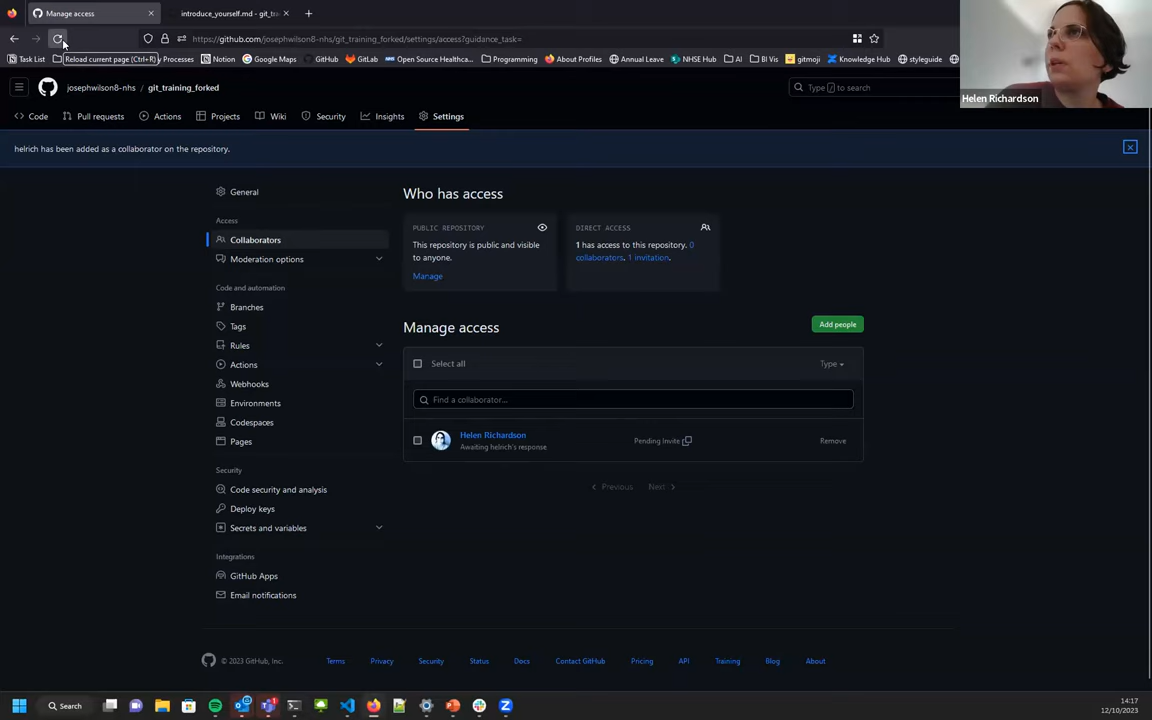 Manage access
introduce_yourself.md - git_tra
https://github.com/josephwilson8-nhs/git_training_forked/settings/access?guidance_task=
Task List
Reload current page (Ctrl+R)
y Processes
Notion
Google Maps
GitHub
GitLab
Open Source Healthca...
Programming
About Profiles
Annual Leave
NHSE Hub
AI
BI Vis
gitmoji
Knowledge Hub
styleguide
Helen Richardson
josephwilson8-nhs / git_training_forked
Type / to search
Code
Pull requests
Actions
Projects
Wiki
Security
Insights
Settings
helrich has been added as a collaborator on the repository.
General
Access
Collaborators
Moderation options
Code and automation
Branches
Tags
Rules
Actions
Webhooks
Environments
Codespaces
Pages
Security
Code security and analysis
Deploy keys
Secrets and variables
Integrations
GitHub Apps
Email notifications
Who has access
PUBLIC REPOSITORY
This repository is public and visible
to anyone.
Manage
DIRECT ACCESS
1 has access to this repository. 0
collaborators. 1 invitation.
Manage access
Add people
Select all
Type
Find a collaborator...
Helen Richardson
Awaiting helrich's response
Pending Invite
Remove
Previous
Next
© 2023 GitHub, Inc.
Terms
Privacy
Security
Status
Docs
Contact GitHub
Pricing
API
Training
Blog
About
Search
14:17
12/10/2023